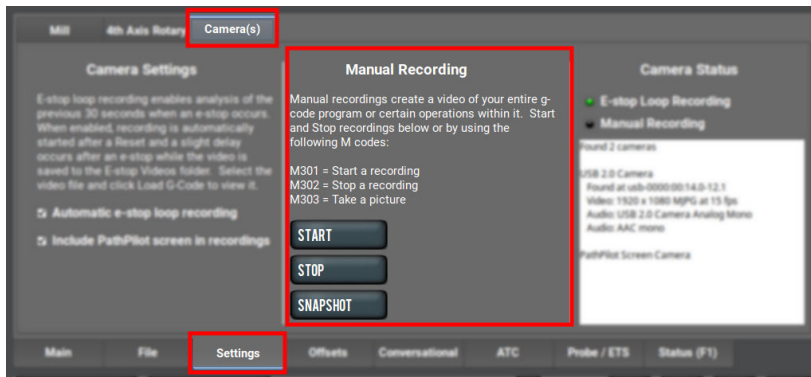 Mill
4th Axis Rotary
Camera(s)
Camera Settings
E-stop loop recording enables analysis of the
previous 30 seconds when an e-stop occurs.
When enabled, recording is automatically
started after a Reset and a slight delay
occurs after an e-stop while the video is
saved to the E-stop Videos folder. Select the
video file and click Load G-Code to view it.
Automatic e-stop loop recording
Include PathPilot screen in recordings
Manual Recording
Manual recordings create a video of your entire g-
code program or certain operations within it. Start
and Stop recordings below or by using the
following M codes:
M301 = Start a recording
M302 = Stop a recording
M303 = Take a picture
START
STOP
SNAPSHOT
Camera Status
E-stop Loop Recording
Manual Recording
Found 2 cameras
USB 2.0 Camera
Found at usb-0000:00:14.0-12.1
Video: 1920 x 1080 MJPG at 15 fps
Audio: USB 2.0 Camera Analog Mono
Audio: AAC mono
PathPilot Screen Camera
Main
File
Settings
Offsets
Conversational
ATC
Probe / ETS
Status (F1)